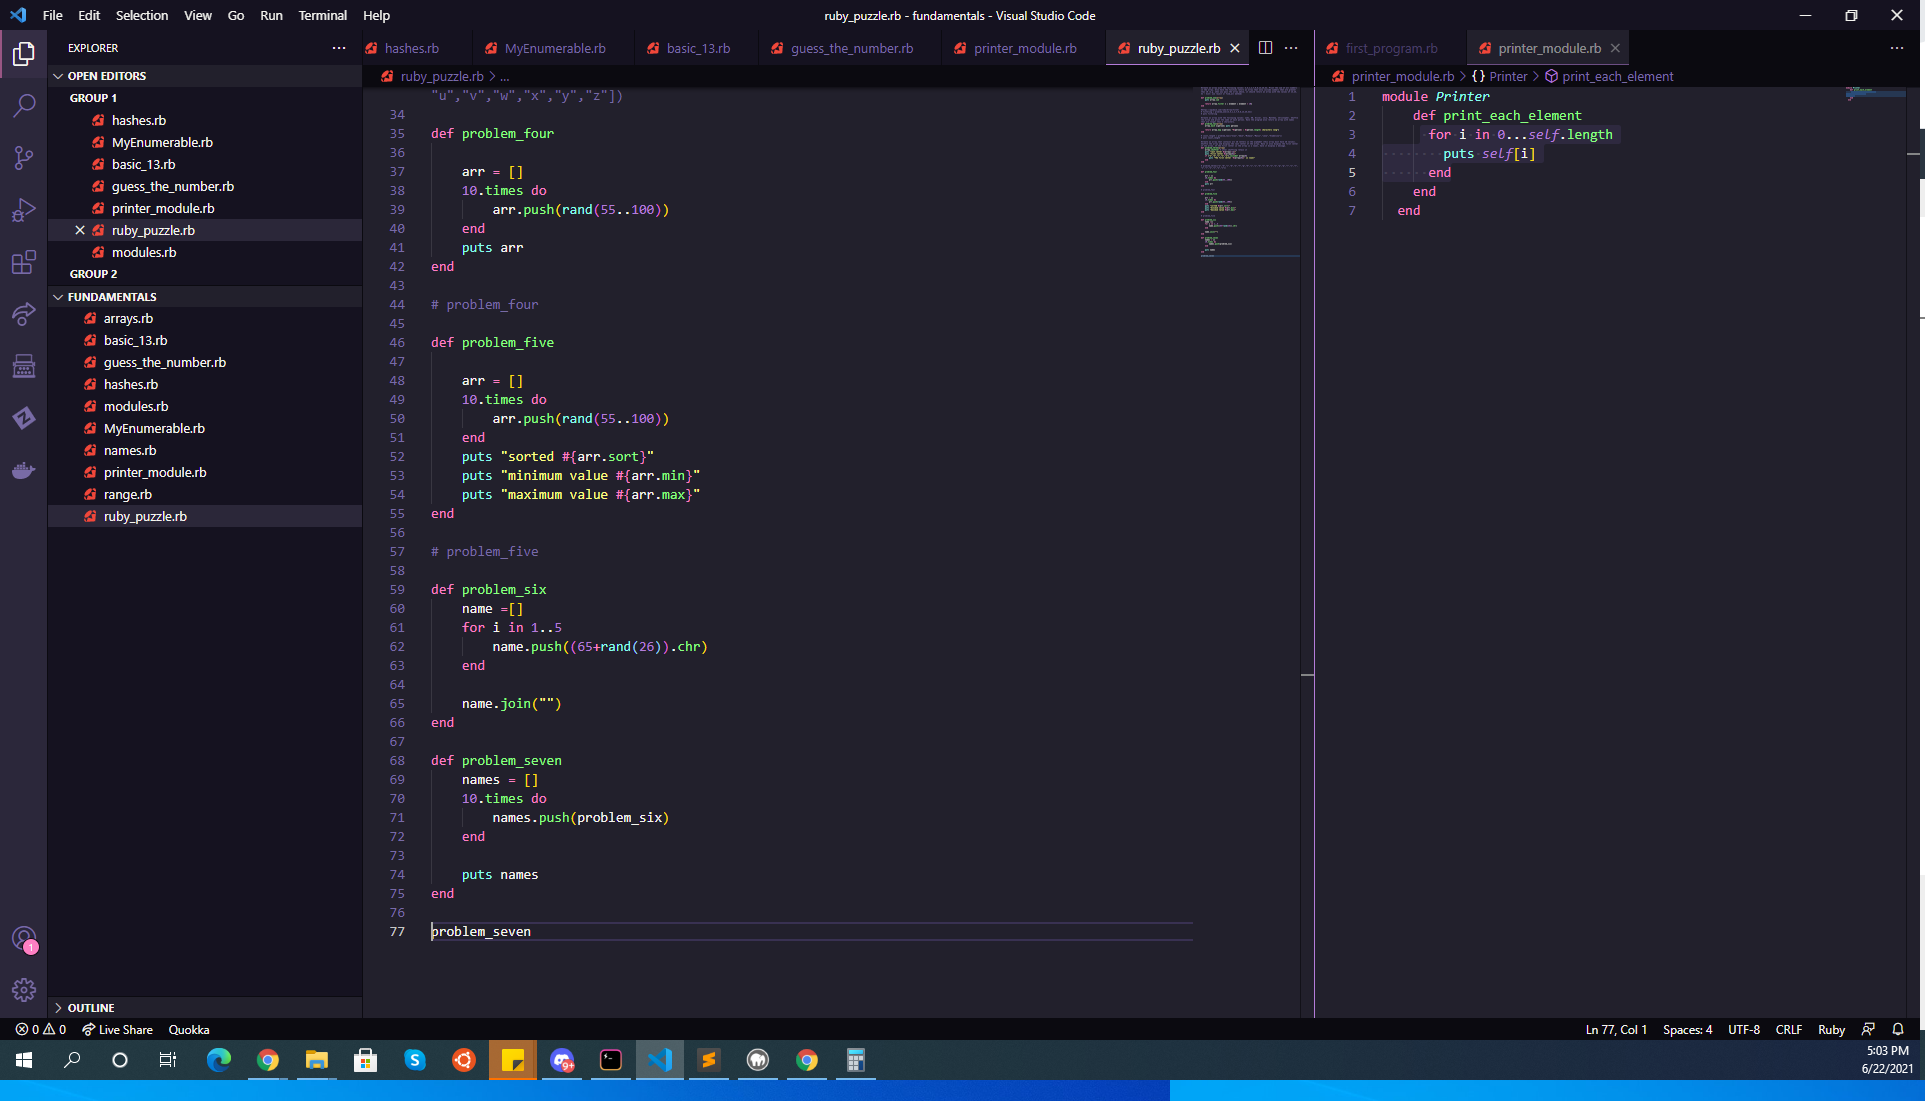 File Edit Selection View Go Run Terminal Help
ruby_puzzle.rb - fundamentals - Visual Studio Code
EXPLORER
OPEN EDITORS
GROUP 1
hashes.rb
MyEnumerable.rb
basic_13.rb
guess_the_number.rb
printer_module.rb
ruby_puzzle.rb
modules.rb
GROUP 2
FUNDAMENTALS
arrays.rb
basic_13.rb
guess_the_number.rb
hashes.rb
modules.rb
MyEnumerable.rb
names.rb
printer_module.rb
range.rb
ruby_puzzle.rb
OUTLINE
hashes.rb MyEnumerable.rb basic_13.rb guess_the_number.rb printer_module.rb ruby_puzzle.rb
ruby_puzzle.rb > ...
"u","v","w","x","y","z"])
34
35 def problem_four
36
37 arr = []
38 10.times do
39 arr.push(rand(55..100))
40 end
41 puts arr
42 end
43
44 # problem_four
45
46 def problem_five
47
48 arr = []
49 10.times do
50 arr.push(rand(55..100))
51 end
52 puts "sorted #{arr.sort}"
53 puts "minimum value #{arr.min}"
54 puts "maximum value #{arr.max}"
55 end
56
57 # problem_five
58
59 def problem_six
60 name =[]
61 for i in 1..5
62 name.push((65+rand(26)).chr)
63 end
64
65 name.join("")
66 end
67
68 def problem_seven
69 names = []
70 10.times do
71 names.push(problem_six)
72 end
73
74 puts names
75 end
76
77 problem_seven
first_program.rb printer_module.rb
printer_module.rb > {} Printer > print_each_element
1 module Printer
2 def print_each_element
3 for i in 0...self.length
4 puts self[i]
5 end
6 end
7 end
1
0 0 Live Share Quokka
Ln 77, Col 1 Spaces: 4 UTF-8 CRLF Ruby
9+
5:03 PM
6/22/2021